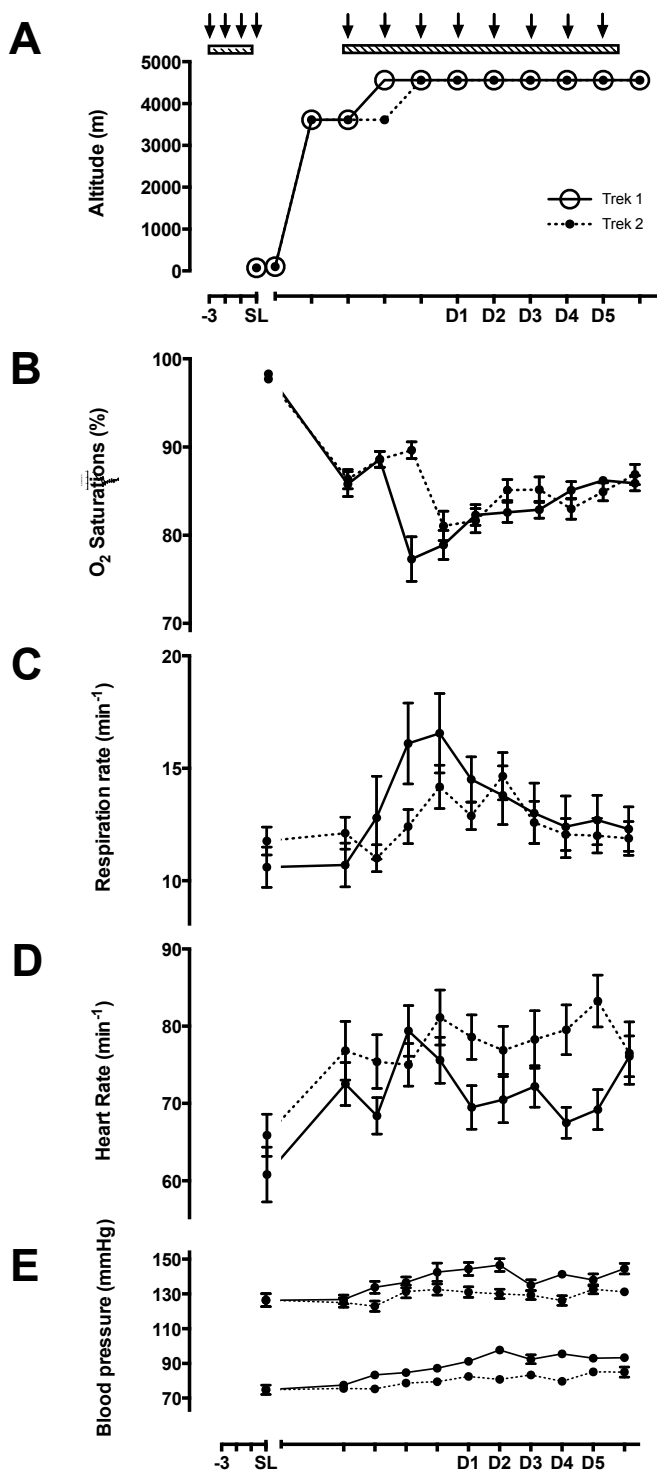 A
Altitude (m)
5000
4000
3000
2000
1000
0
Trek 1
Trek 2
-3 SL D1 D2 D3 D4 D5
B
O₂ Saturations (%)
100
90
80
70
C
Respiration rate (min⁻¹)
20
15
10
D
Heart Rate (min⁻¹)
90
80
70
60
E
Blood pressure (mmHg)
150
130
90
70
-3 SL D1 D2 D3 D4 D5